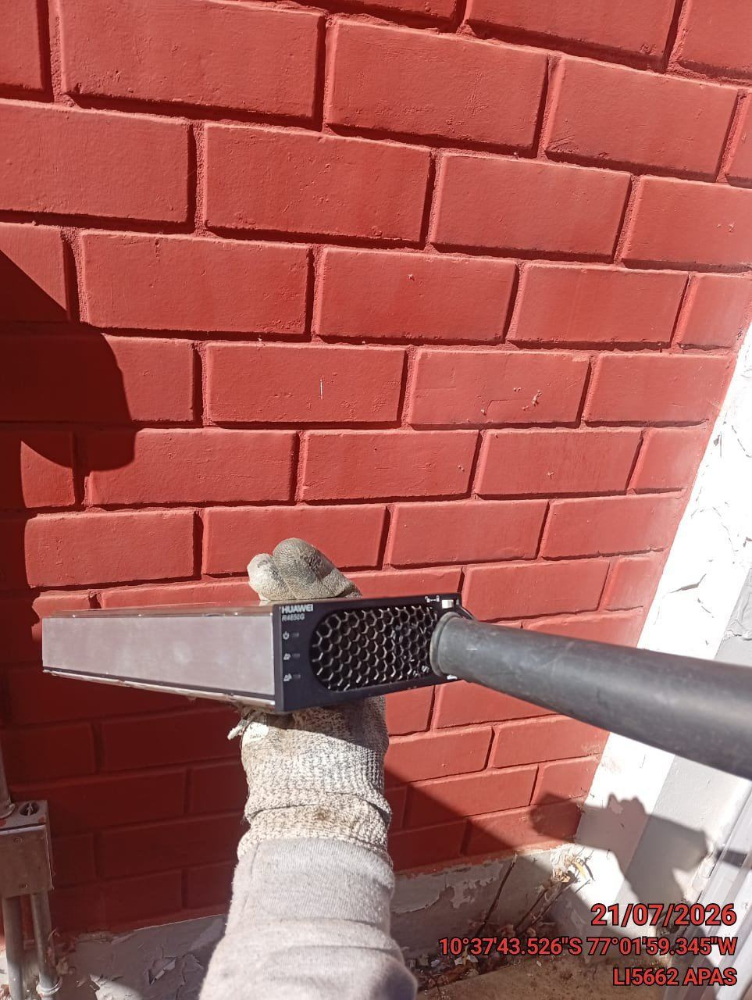 HUAWEI
R4850G
21/07/2026
10°37'43.526"S 77°01'59.345"W
LI5662 APAS